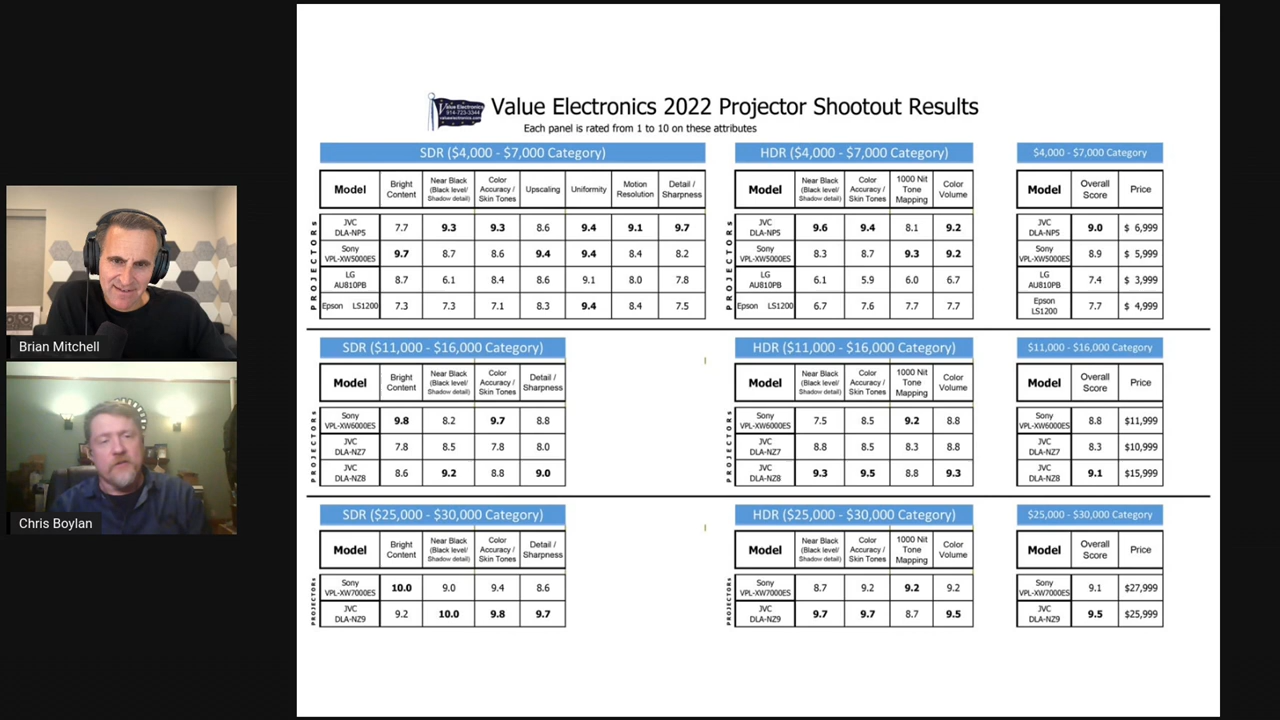 Value Electronics
914-723-3344
valueelectronics.com
Value Electronics 2022 Projector Shootout Results
Each panel is rated from 1 to 10 on these attributes
SDR ($4,000 - $7,000 Category)
Model Bright Content Near Black (Black level/ Shadow detail) Color Accuracy / Skin Tones Upscaling Uniformity Motion Resolution Detail / Sharpness
PROJECTORs
JVC DLA-NP5 7.7 9.3 9.3 8.6 9.4 9.1 9.7
Sony VPL-XW5000ES 9.7 8.7 8.6 9.4 9.4 8.4 8.2
LG AU810PB 8.7 6.1 8.4 8.6 9.1 8.0 7.8
Epson LS1200 7.3 7.3 7.1 8.3 9.4 8.4 7.5
HDR ($4,000 - $7,000 Category)
Model Near Black (Black level/ Shadow detail) Color Accuracy / Skin Tones 1000 Nit Tone Mapping Color Volume
PROJECTORs
JVC DLA-NP5 9.6 9.4 8.1 9.2
Sony VPL-XW5000ES 8.3 8.7 9.3 9.2
LG AU810PB 6.1 5.9 6.0 6.7
Epson LS1200 6.7 7.6 7.7 7.7
$4,000 - $7,000 Category
Model Overall Score Price
JVC DLA-NP5 9.0 $ 6,999
Sony VPL-XW5000ES 8.9 $ 5,999
LG AU810PB 7.4 $ 3,999
Epson LS1200 7.7 $ 4,999
SDR ($11,000 - $16,000 Category)
Model Bright Content Near Black (Black level/ Shadow detail) Color Accuracy / Skin Tones Detail / Sharpness
PROJECTORs
Sony VPL-XW6000ES 9.8 8.2 9.7 8.8
JVC DLA-NZ7 7.8 8.5 7.8 8.0
JVC DLA-NZ8 8.6 9.2 8.8 9.0
HDR ($11,000 - $16,000 Category)
Model Near Black (Black level/ Shadow detail) Color Accuracy / Skin Tones 1000 Nit Tone Mapping Color Volume
PROJECTORs
Sony VPL-XW6000ES 7.5 8.5 9.2 8.8
JVC DLA-NZ7 8.8 8.5 8.3 8.8
JVC DLA-NZ8 9.3 9.5 8.8 9.3
$11,000 - $16,000 Category
Model Overall Score Price
Sony VPL-XW6000ES 8.8 $11,999
JVC DLA-NZ7 8.3 $10,999
JVC DLA-NZ8 9.1 $15,999
SDR ($25,000 - $30,000 Category)
Model Bright Content Near Black (Black level/ Shadow detail) Color Accuracy / Skin Tones Detail / Sharpness
PROJECTORs
Sony VPL-XW7000ES 10.0 9.0 9.4 8.6
JVC DLA-NZ9 9.2 10.0 9.8 9.7
HDR ($25,000 - $30,000 Category)
Model Near Black (Black level/ Shadow detail) Color Accuracy / Skin Tones 1000 Nit Tone Mapping Color Volume
PROJECTORs
Sony VPL-XW7000ES 8.7 9.2 9.2 9.2
JVC DLA-NZ9 9.7 9.7 8.7 9.5
$25,000 - $30,000 Category
Model Overall Score Price
Sony VPL-XW7000ES 9.1 $27,999
JVC DLA-NZ9 9.5 $25,999
Brian Mitchell
Chris Boylan